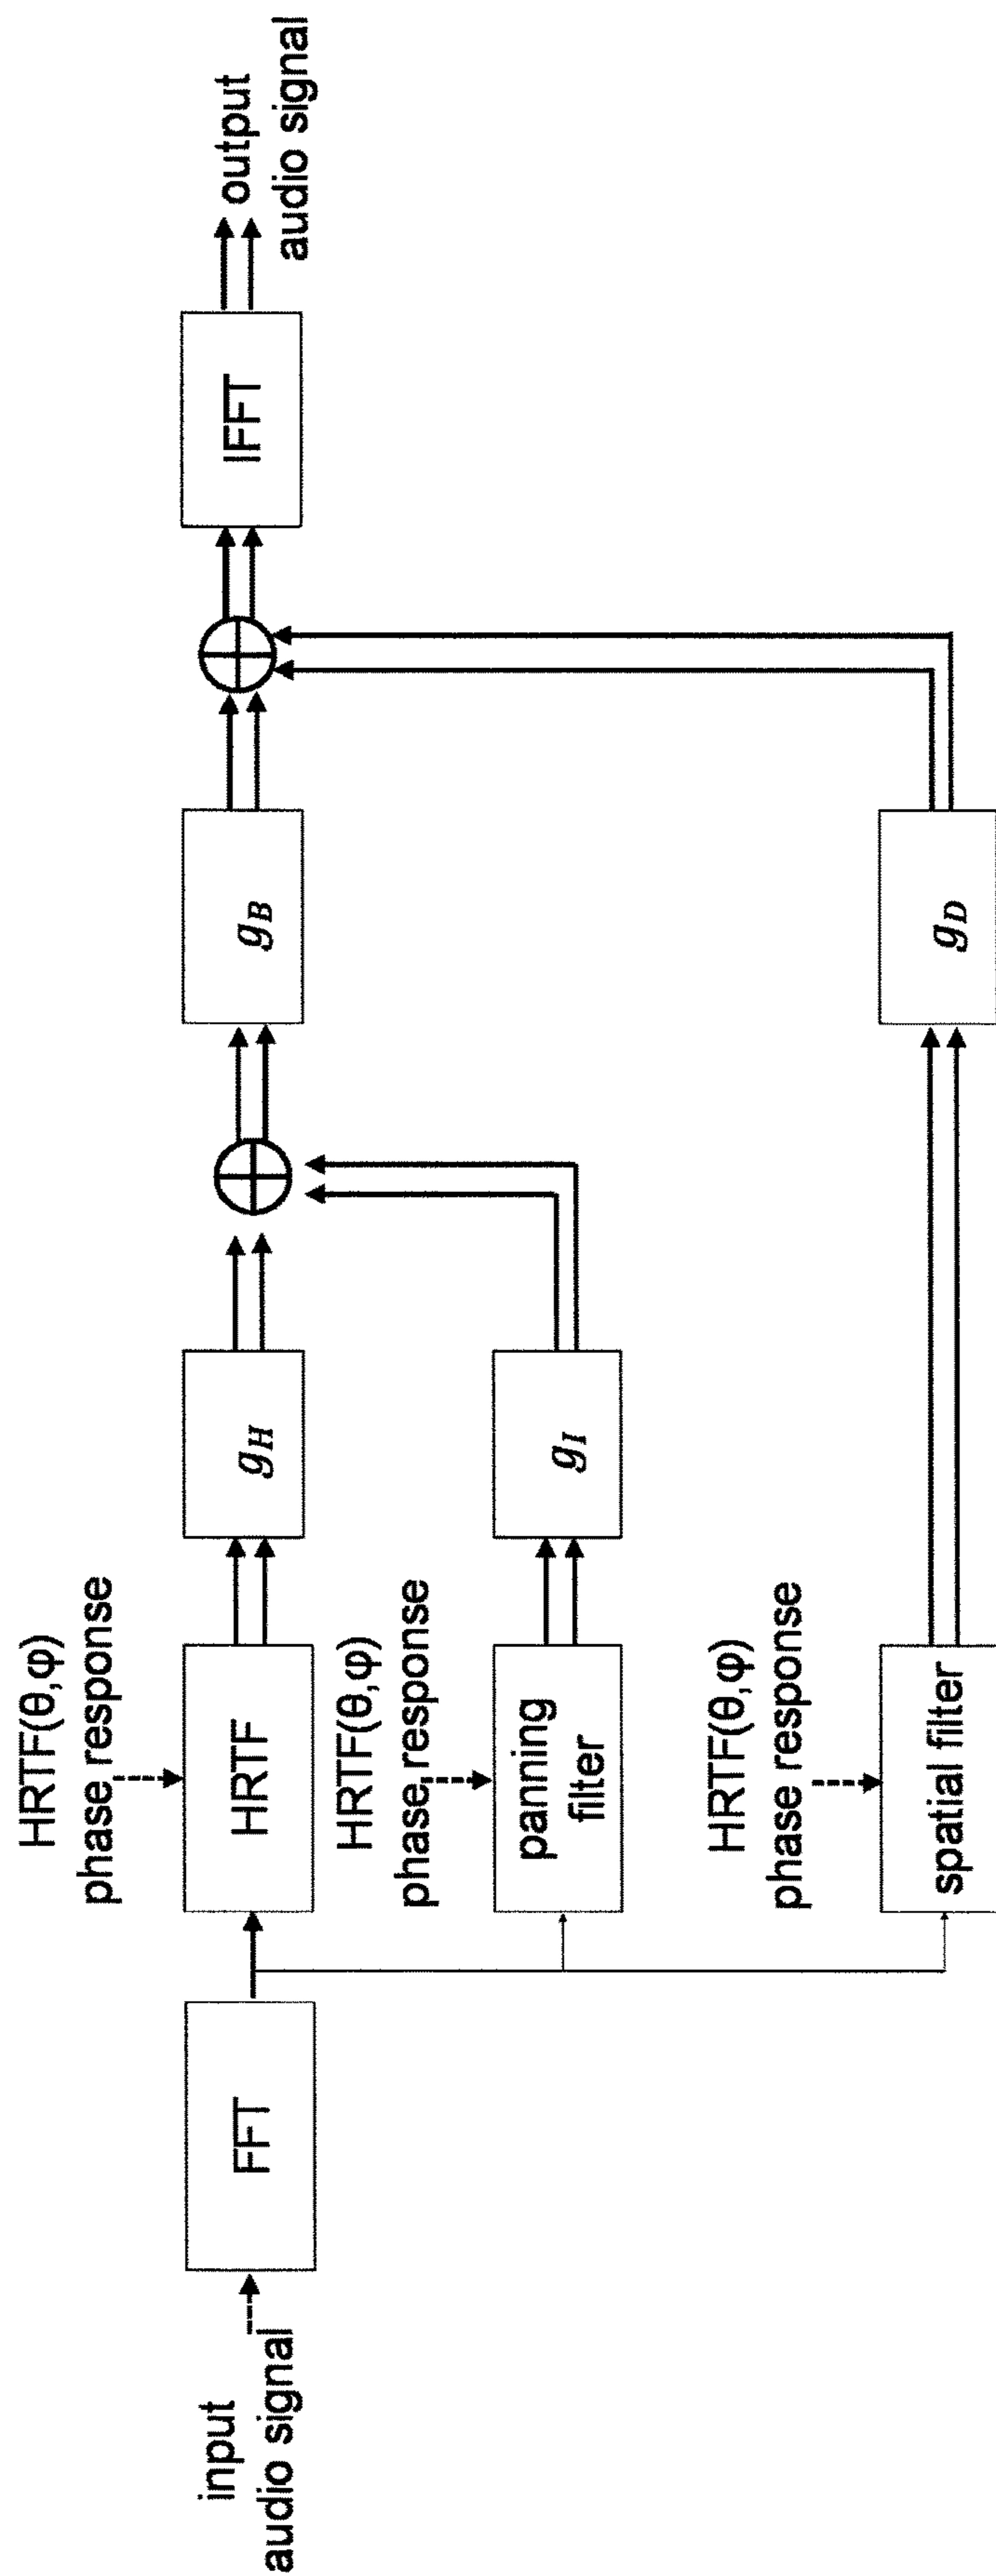 input
audio signal
FFT
HRTF(θ,φ)
phase response
HRTF
g_H
HRTF(θ,φ)
phase response
panning
filter
g_I
HRTF(θ,φ)
phase response
spatial filter
g_B
g_D
IFFT
output
audio signal